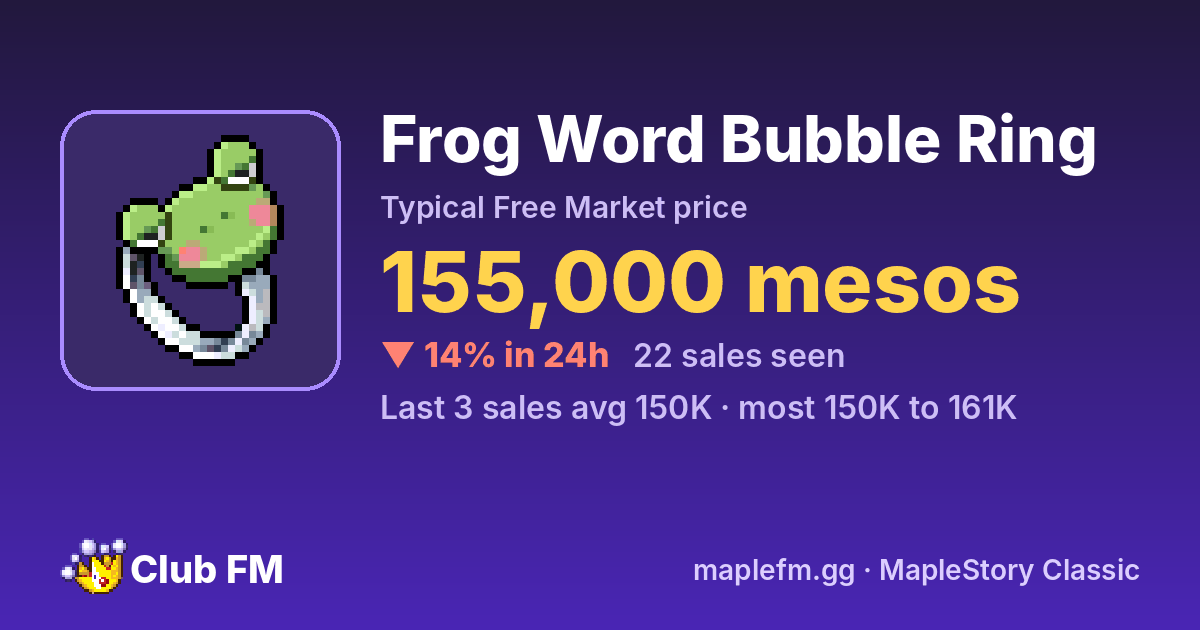 Frog Word Bubble Ring
Typical Free Market price
155,000 mesos
▼ 14% in 24h 22 sales seen
Last 3 sales avg 150K · most 150K to 161K
Club FM
maplefm.gg · MapleStory Classic